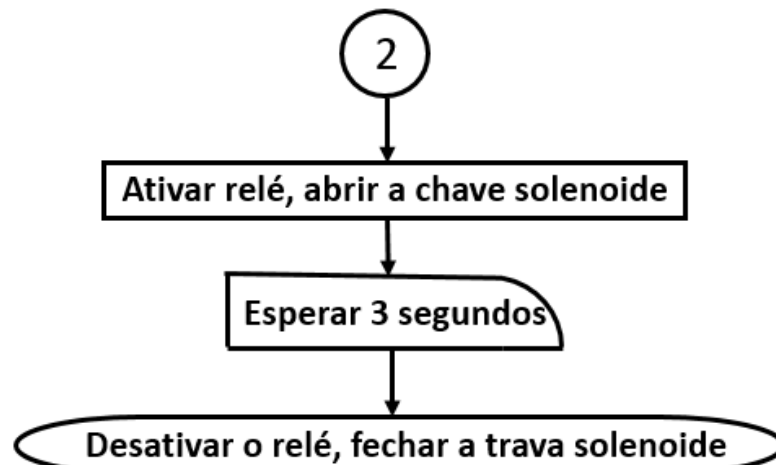 2
Ativar relé, abrir a chave solenoide
Esperar 3 segundos
Desativar o relé, fechar a trava solenoide